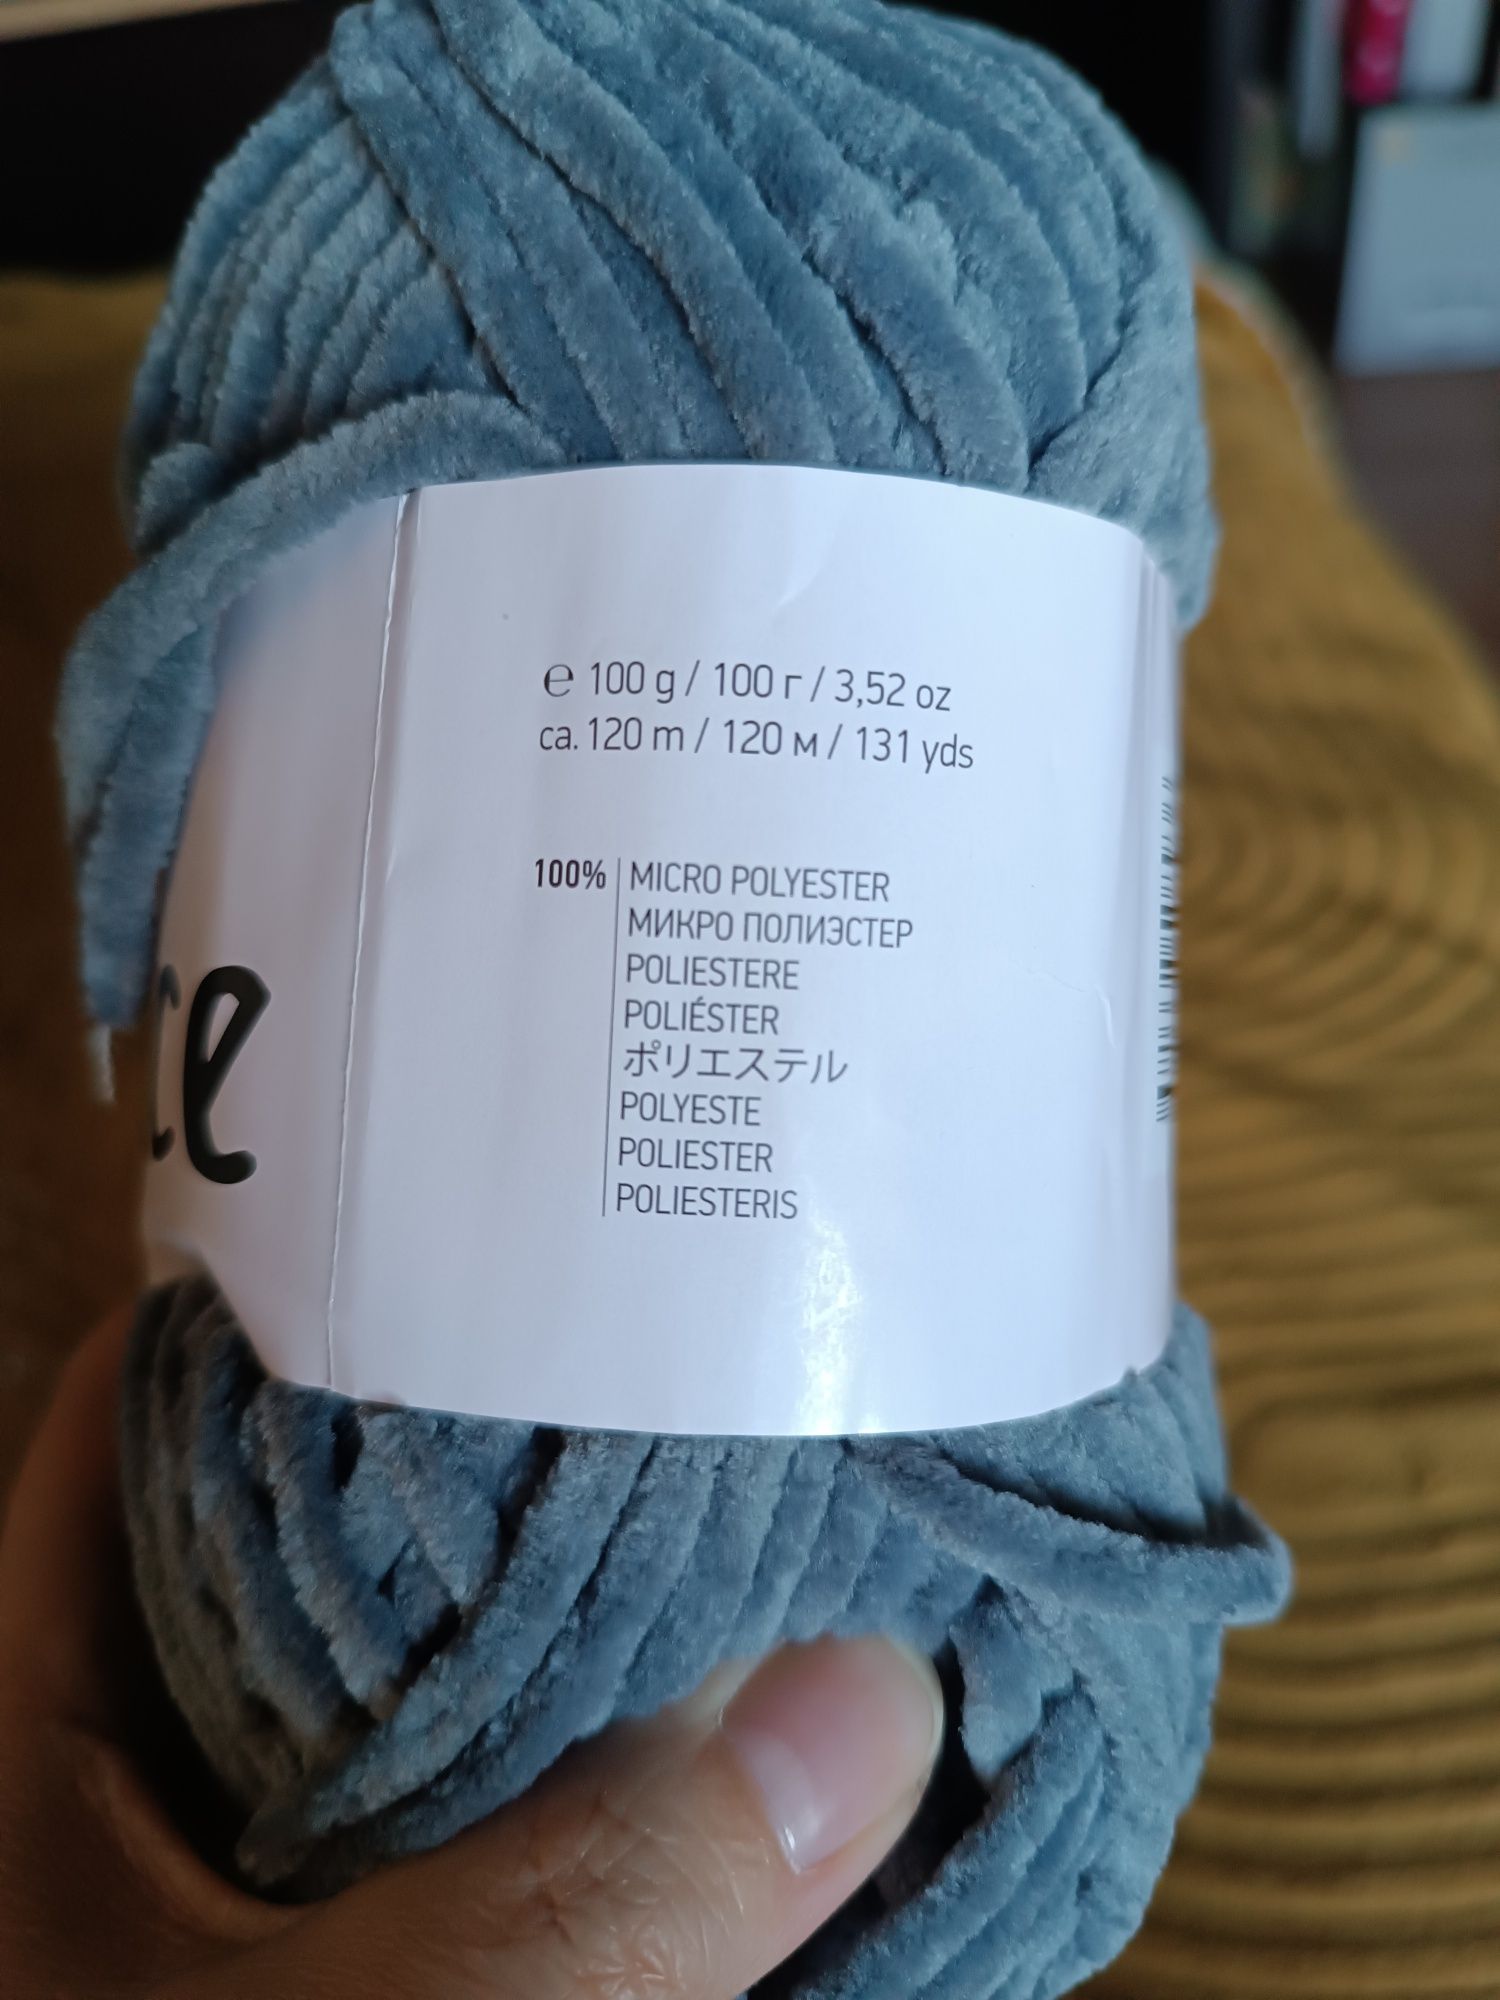 ℮ 100 g / 100 г / 3,52 oz
ca. 120 m / 120 м / 131 yds
100% MICRO POLYESTER
МИКРО ПОЛИЭСТЕР
POLIESTERE
POLIÉSTER
ポリエステル
POLYESTE
POLIESTER
POLIESTERIS